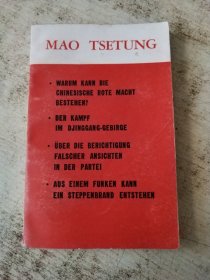 MAO TSETUNG
• WARUM KANN DIE
CHINESISCHE ROTE MACHT
BESTEHEN?
• DER KAMPF
IM DJINGGANG-GEBIRGE
• ÜBER DIE BERICHTIGUNG
FALSCHER ANSICHTEN
IN DER PARTEI
• AUS EINEM FUNKEN KANN
EIN STEPPENBRAND ENTSTEHEN